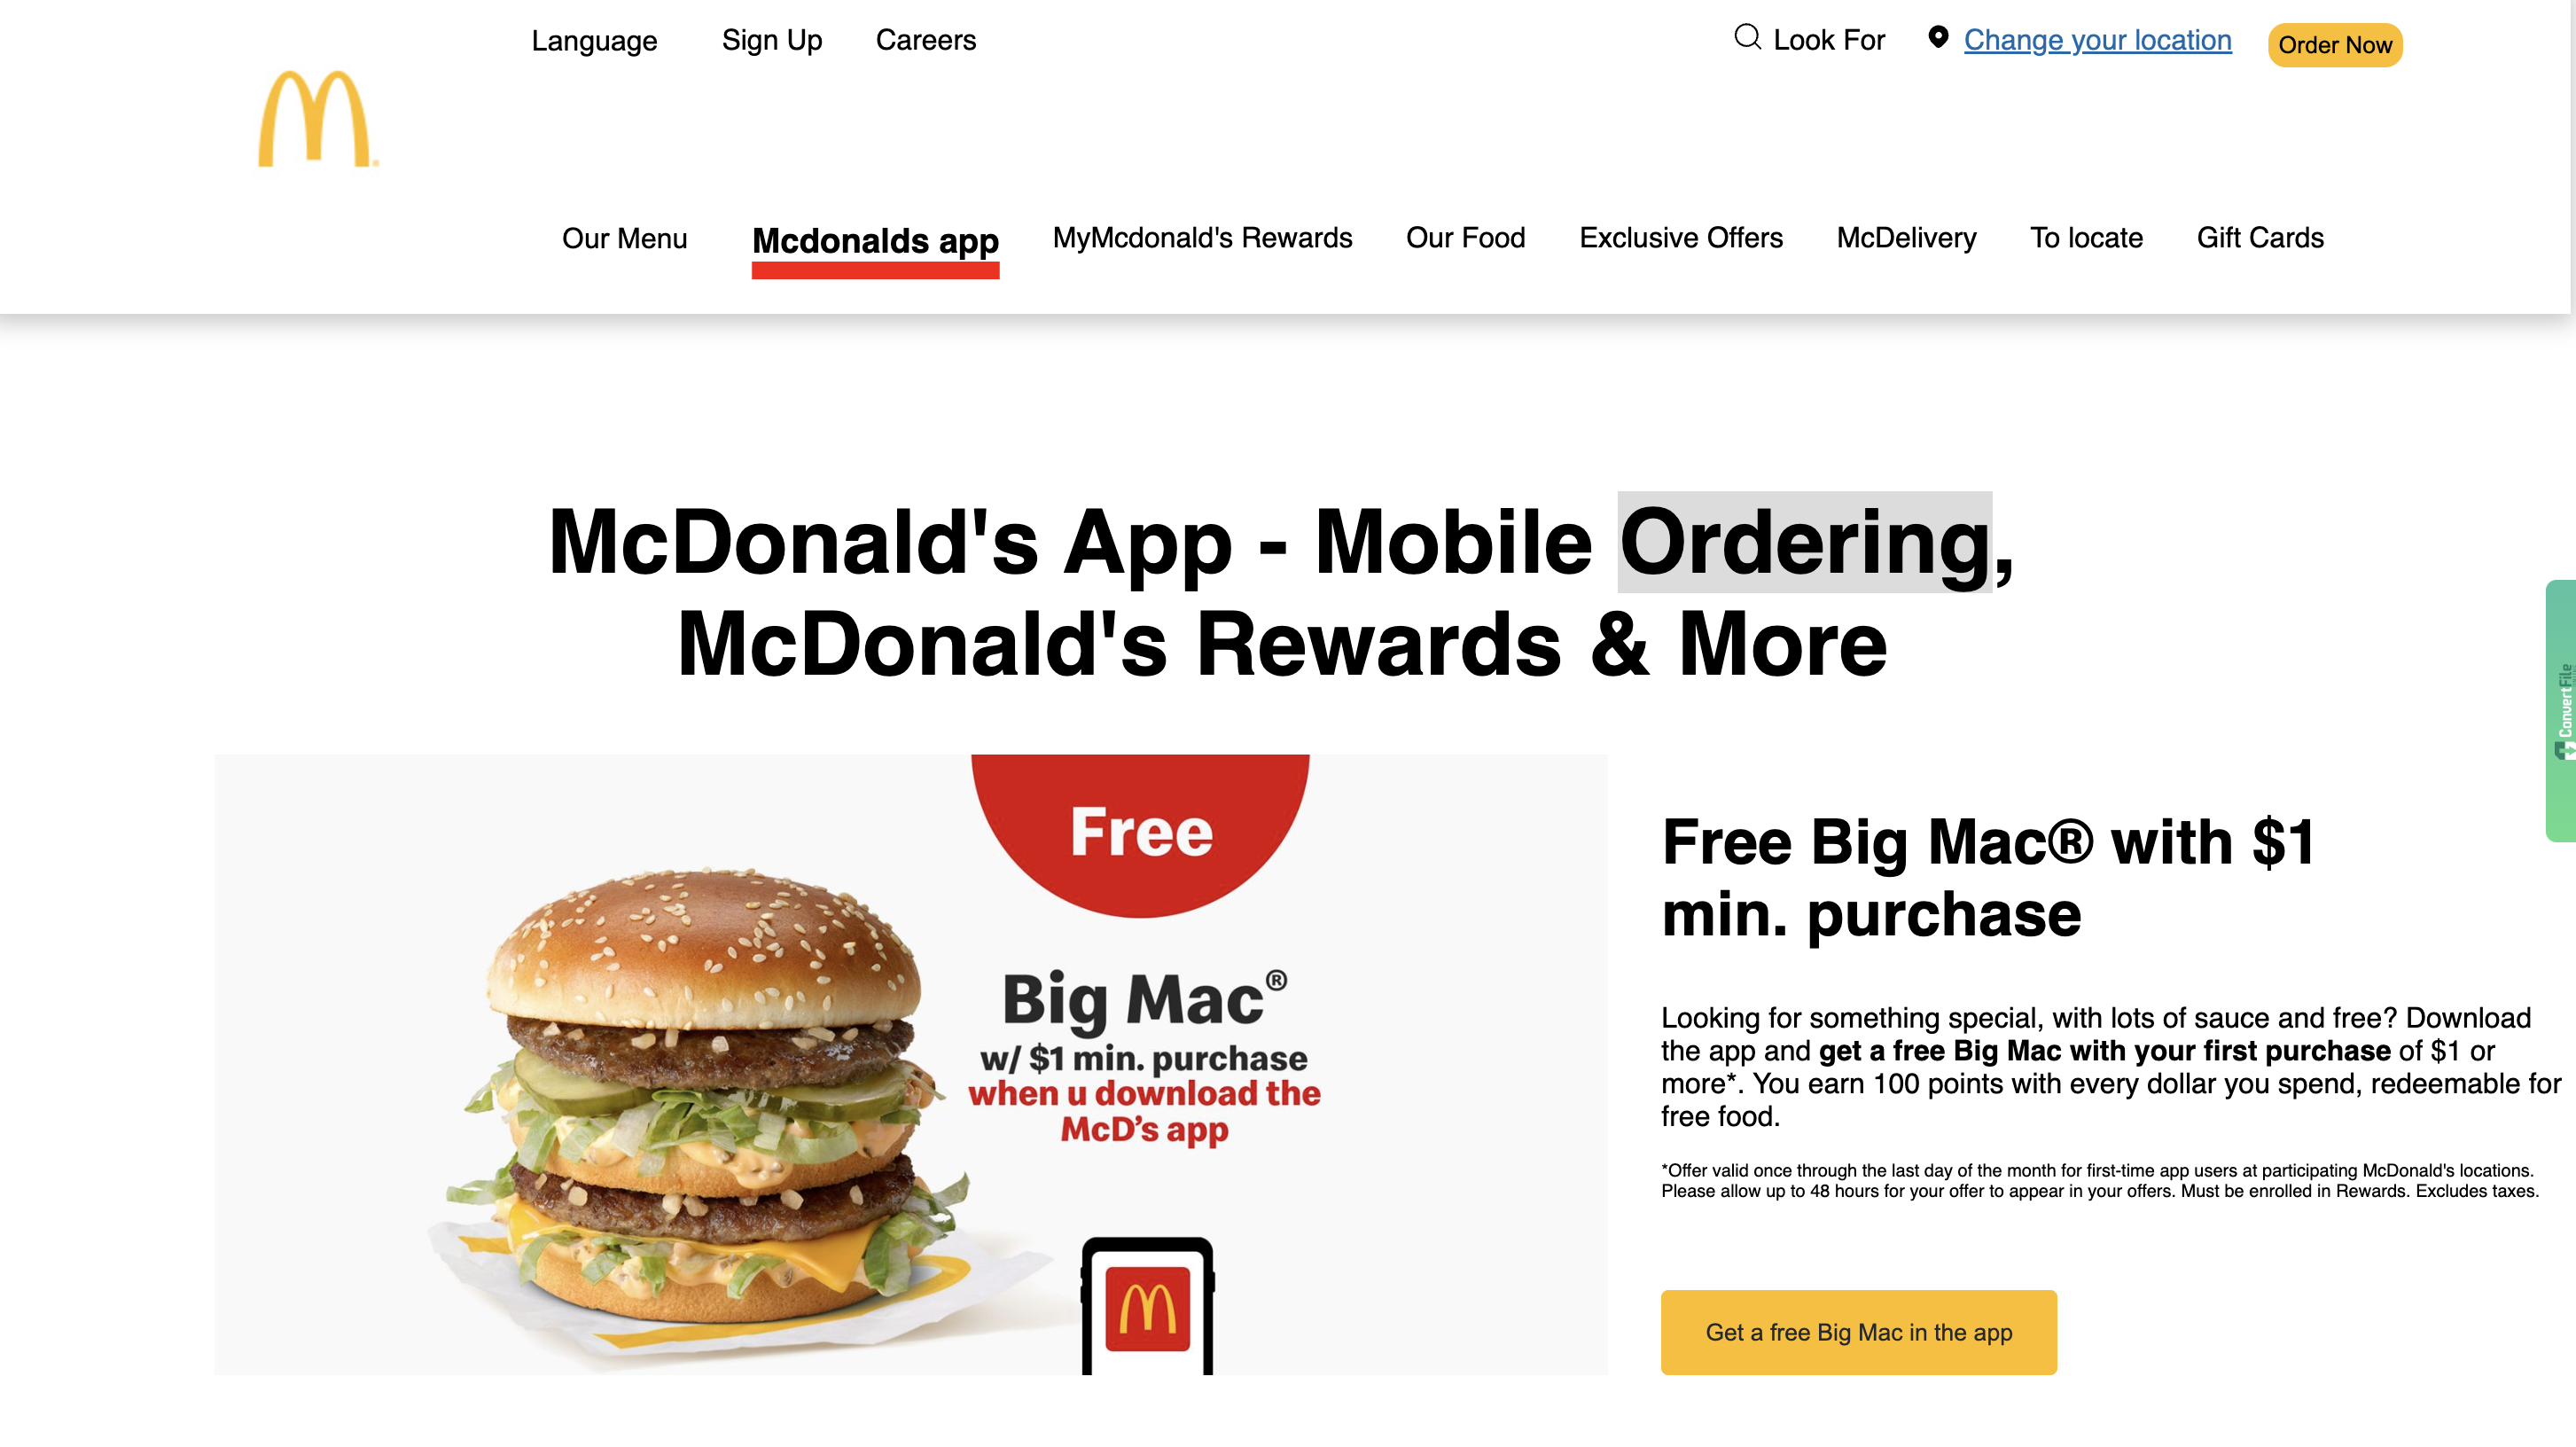 Language Sign Up Careers Look For Change your location Order Now
Our Menu Mcdonalds app MyMcdonald's Rewards Our Food Exclusive Offers McDelivery To locate Gift Cards
McDonald's App - Mobile Ordering,
McDonald's Rewards & More
Free
Big Mac®
w/ $1 min. purchase
when u download the
McD’s app
Free Big Mac® with $1
min. purchase
Looking for something special, with lots of sauce and free? Download
the app and get a free Big Mac with your first purchase of $1 or
more*. You earn 100 points with every dollar you spend, redeemable for
free food.
*Offer valid once through the last day of the month for first-time app users at participating McDonald's locations.
Please allow up to 48 hours for your offer to appear in your offers. Must be enrolled in Rewards. Excludes taxes.
Get a free Big Mac in the app
ConvertFile